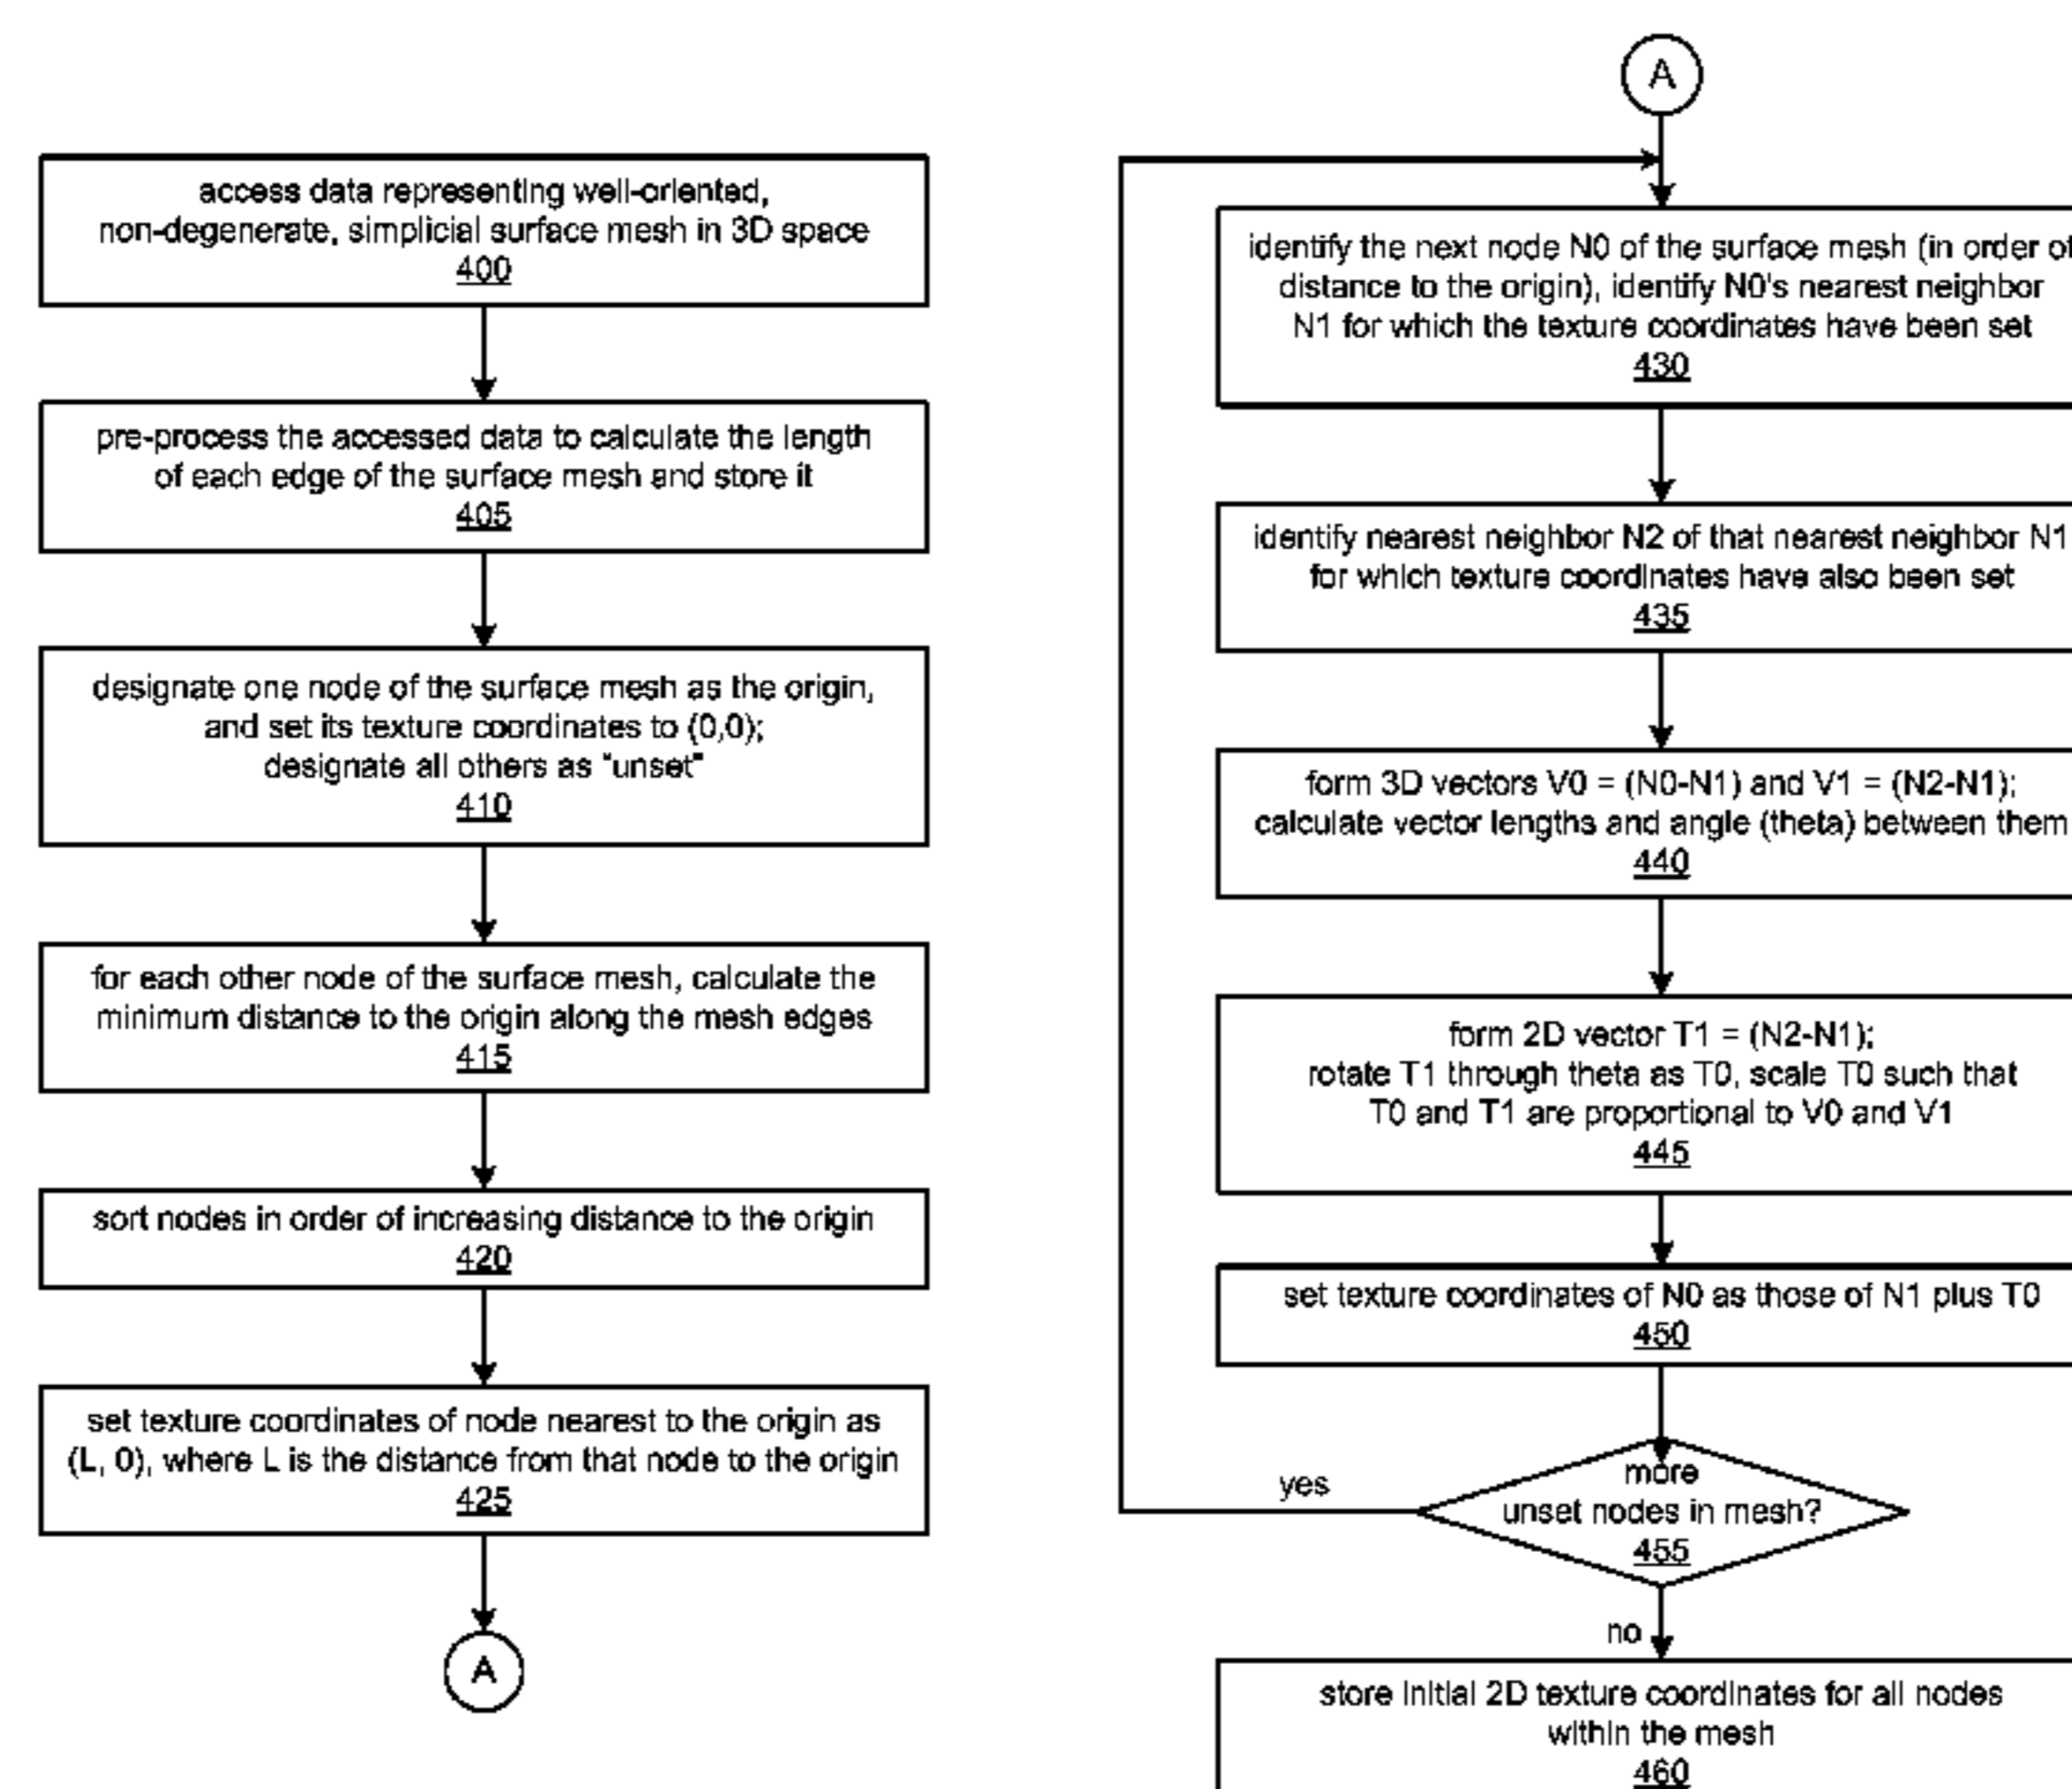 access data representing well-oriented,
non-degenerate, simplicial surface mesh in 3D space
400
pre-process the accessed data to calculate the length
of each edge of the surface mesh and store it
405
designate one node of the surface mesh as the origin,
and set its texture coordinates to (0,0);
designate all others as "unset"
410
for each other node of the surface mesh, calculate the
minimum distance to the origin along the mesh edges
415
sort nodes in order of increasing distance to the origin
420
set texture coordinates of node nearest to the origin as
(L, 0), where L is the distance from that node to the origin
425
A
A
identify the next node N0 of the surface mesh (in order of
distance to the origin), identify N0's nearest neighbor
N1 for which the texture coordinates have been set
430
identify nearest neighbor N2 of that nearest neighbor N1
for which texture coordinates have also been set
435
form 3D vectors V0 = (N0-N1) and V1 = (N2-N1);
calculate vector lengths and angle (theta) between them
440
form 2D vector T1 = (N2-N1);
rotate T1 through theta as T0, scale T0 such that
T0 and T1 are proportional to V0 and V1
445
set texture coordinates of N0 as those of N1 plus T0
450
yes
more
unset nodes in mesh?
455
no
store initial 2D texture coordinates for all nodes
within the mesh
460